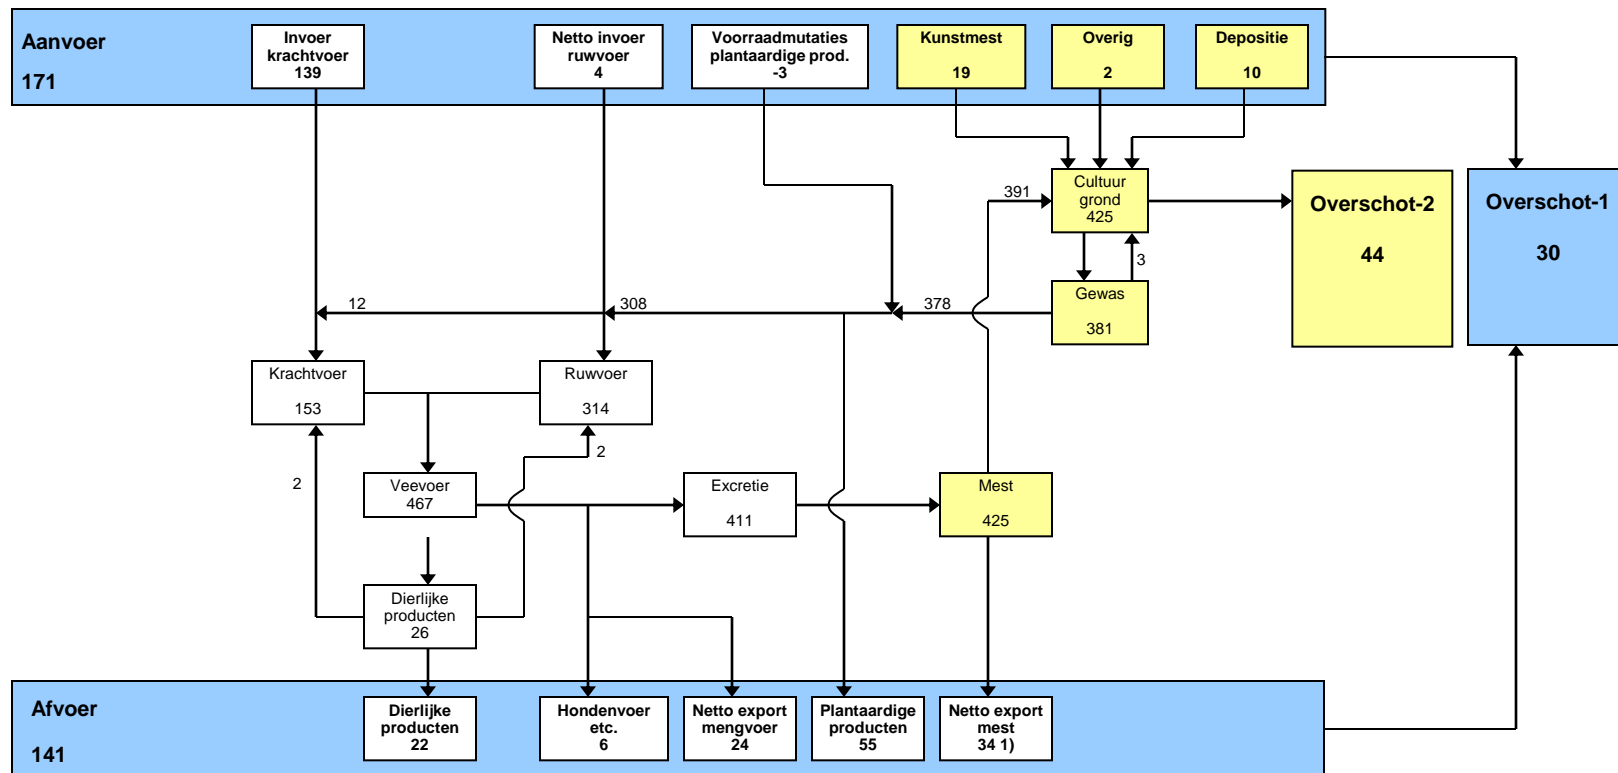 Aanvoer
171
Invoer
krachtvoer
139
Netto invoer
ruwvoer
4
Voorraadmutaties
plantaardige prod.
-3
Kunstmest
19
Overig
2
Depositie
10
391
Cultuur
grond
425
Overschot-2
44
Overschot-1
30
3
Gewas
381
12
308
378
Krachtvoer
153
Ruwvoer
314
2
2
Veevoer
467
Excretie
411
Mest
425
Dierlijke
producten
26
Afvoer
141
Dierlijke
producten
22
Hondenvoer
etc.
6
Netto export
mengvoer
24
Plantaardige
producten
55
Netto export
mest
34 1)